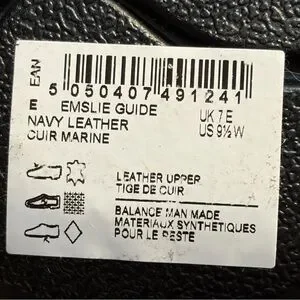 EAN
5 050407 491241
E EMSLIE GUIDE
NAVY LEATHER
CUIR MARINE
UK 7 E
US 9½ W
LEATHER UPPER
TIGE DE CUIR
BALANCE MAN MADE
MATERIAUX SYNTHETIQUES
POUR LE RESTE